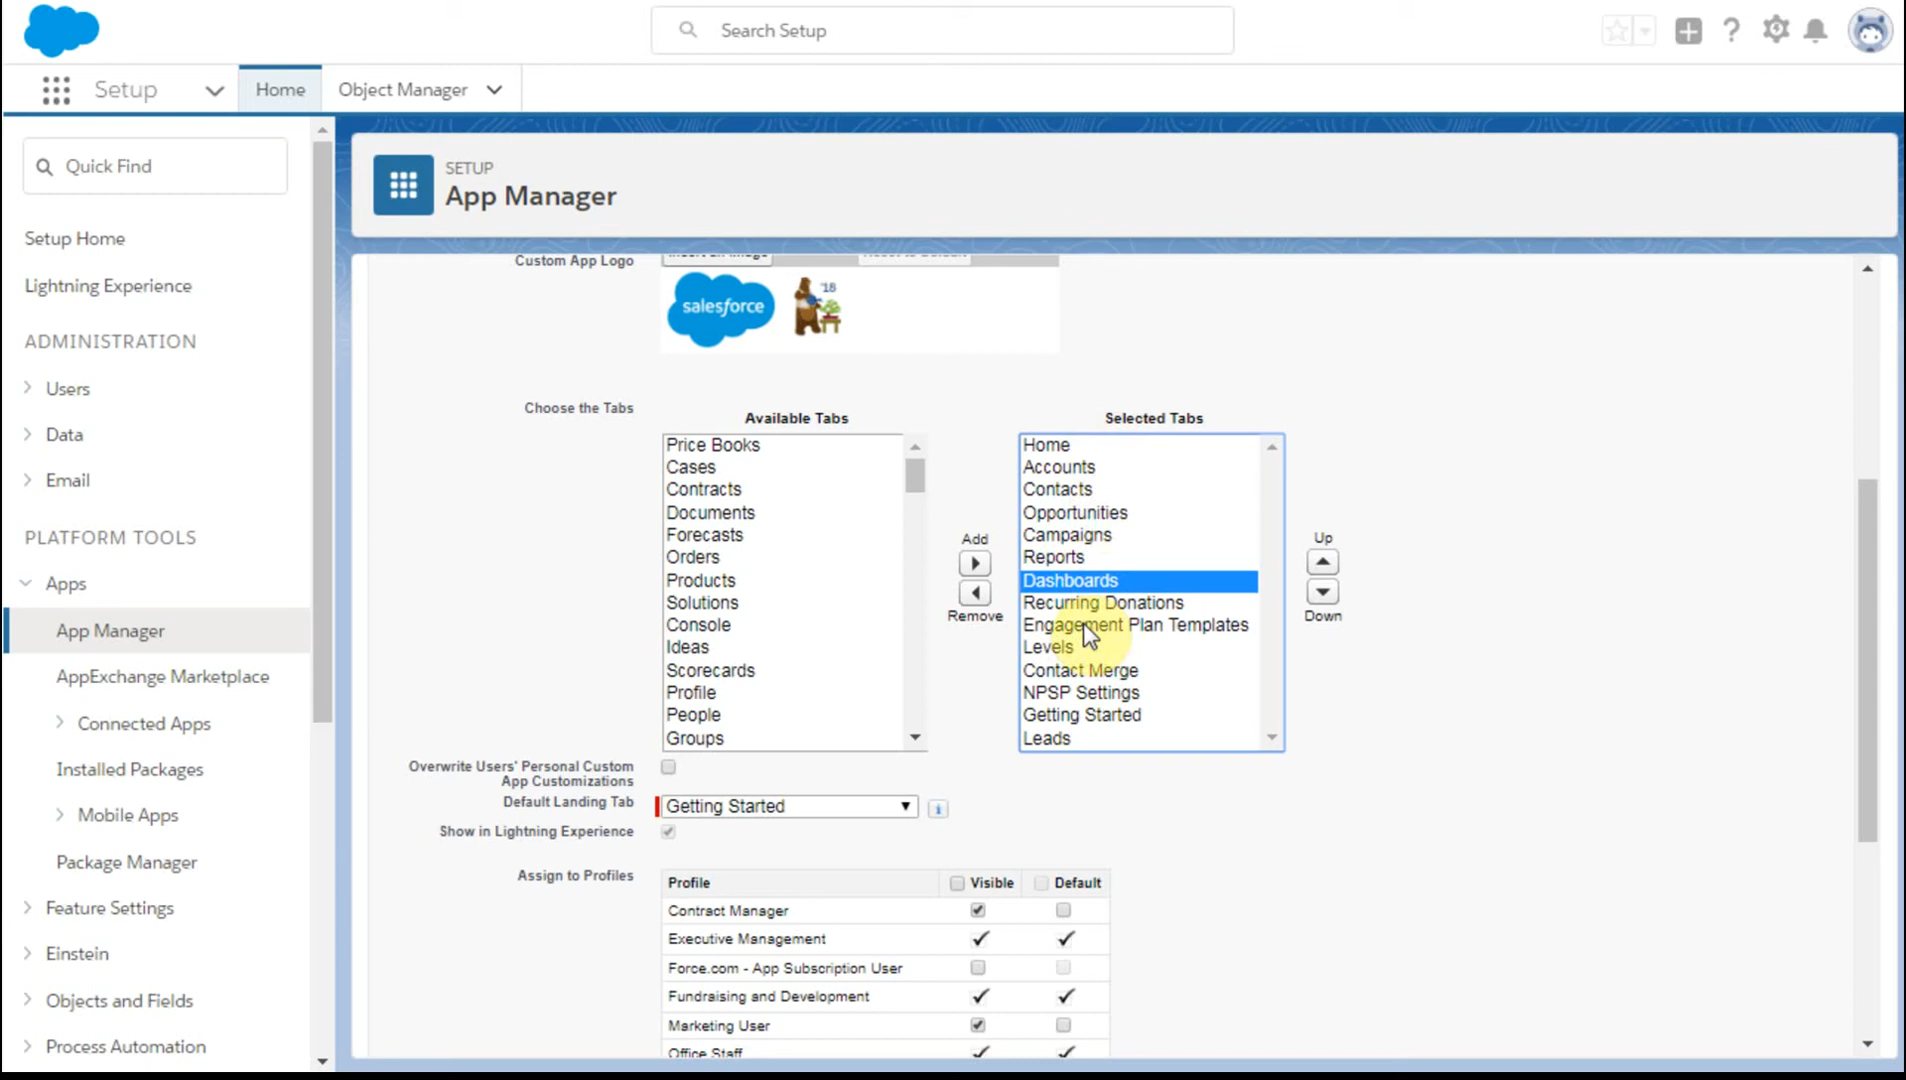 Search Setup
Setup
Home
Object Manager
Quick Find
Setup Home
Lightning Experience
ADMINISTRATION
Users
Data
Email
PLATFORM TOOLS
Apps
App Manager
AppExchange Marketplace
Connected Apps
Installed Packages
Mobile Apps
Package Manager
Feature Settings
Einstein
Objects and Fields
Process Automation
SETUP
App Manager
Custom App Logo
Insert an Image
Reset to Default
salesforce
'18
Choose the Tabs
Available Tabs
Price Books
Cases
Contracts
Documents
Forecasts
Orders
Products
Solutions
Console
Ideas
Scorecards
Profile
People
Groups
Add
Remove
Selected Tabs
Home
Accounts
Contacts
Opportunities
Campaigns
Reports
Dashboards
Recurring Donations
Engagement Plan Templates
Levels
Contact Merge
NPSP Settings
Getting Started
Leads
Up
Down
Overwrite Users' Personal Custom
App Customizations
Default Landing Tab
Getting Started
Show in Lightning Experience
Assign to Profiles
Profile Visible Default
Contract Manager
Executive Management
Force.com - App Subscription User
Fundraising and Development
Marketing User
Office Staff